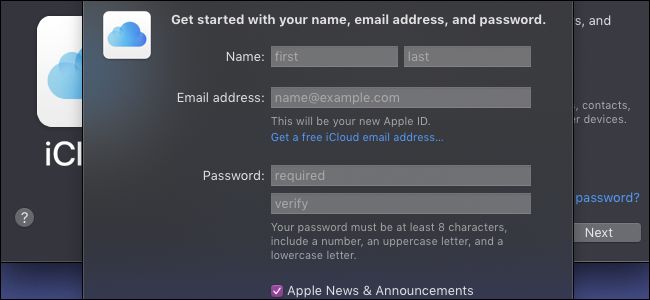 Get started with your name, email address, and password.
s, and
Name: first last
Email address: name@example.com
This will be your new Apple ID.
Get a free iCloud email address...
s, contacts,
er devices.
iCl
Password: required
verify
password?
Your password must be at least 8 characters,
include a number, an uppercase letter, and a
lowercase letter.
?
Next
Apple News & Announcements